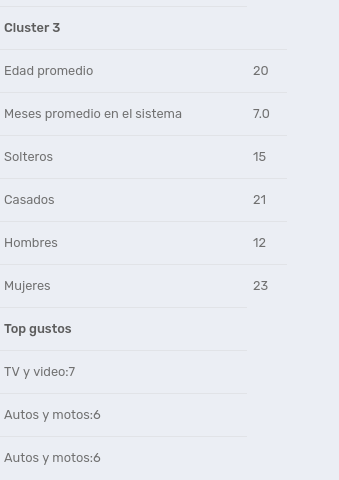 Cluster 3
Edad promedio 20
Meses promedio en el sistema 7.0
Solteros 15
Casados 21
Hombres 12
Mujeres 23
Top gustos
TV y video:7
Autos y motos:6
Autos y motos:6